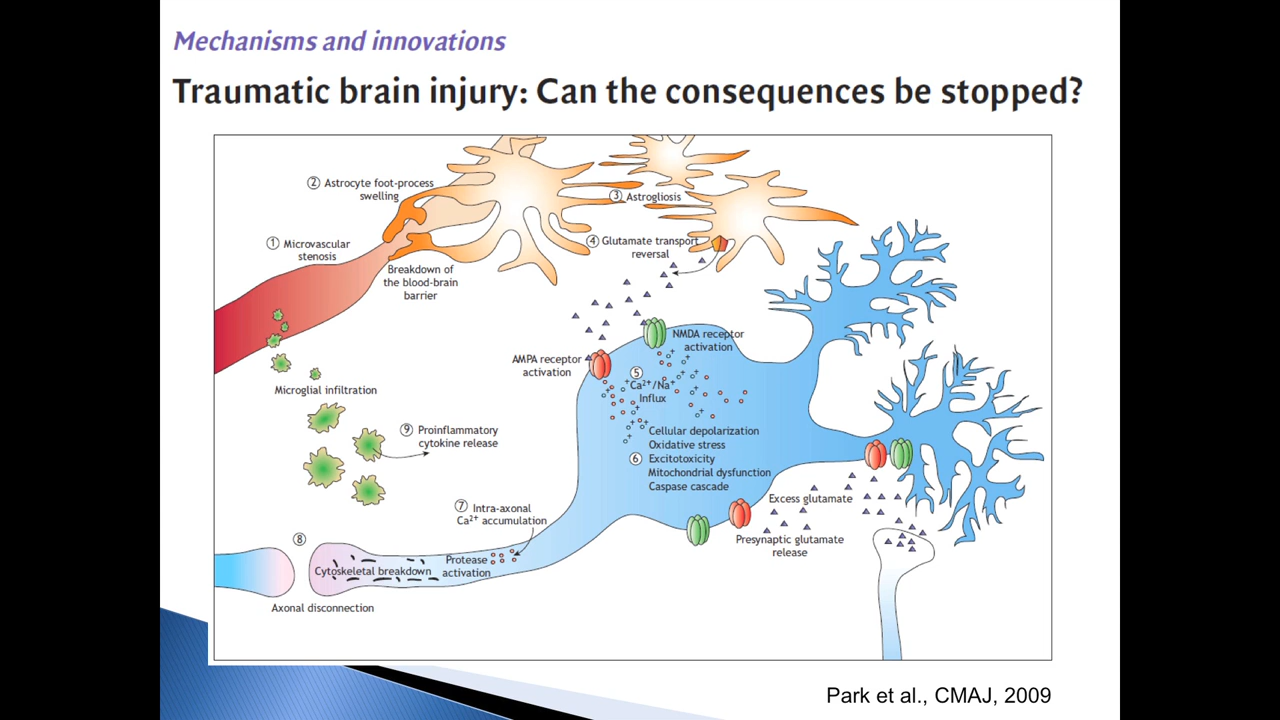 Mechanisms and innovations
Traumatic brain injury: Can the consequences be stopped?
② Astrocyte foot-process
swelling
③ Astrogliosis
① Microvascular
stenosis
④ Glutamate transport
reversal
Breakdown of
the blood-brain
barrier
NMDA receptor
activation
AMPA receptor
activation
⑤
Ca²⁺/Na⁺
Influx
Microglial infiltration
⑨ Proinflammatory
cytokine release
Cellular depolarization
Oxidative stress
⑥ Excitotoxicity
Mitochondrial dysfunction
Caspase cascade
⑦ Intra-axonal
Ca²⁺ accumulation
Excess glutamate
Presynaptic glutamate
release
⑧
Protease
activation
Cytoskeletal breakdown
Axonal disconnection
Park et al., CMAJ, 2009